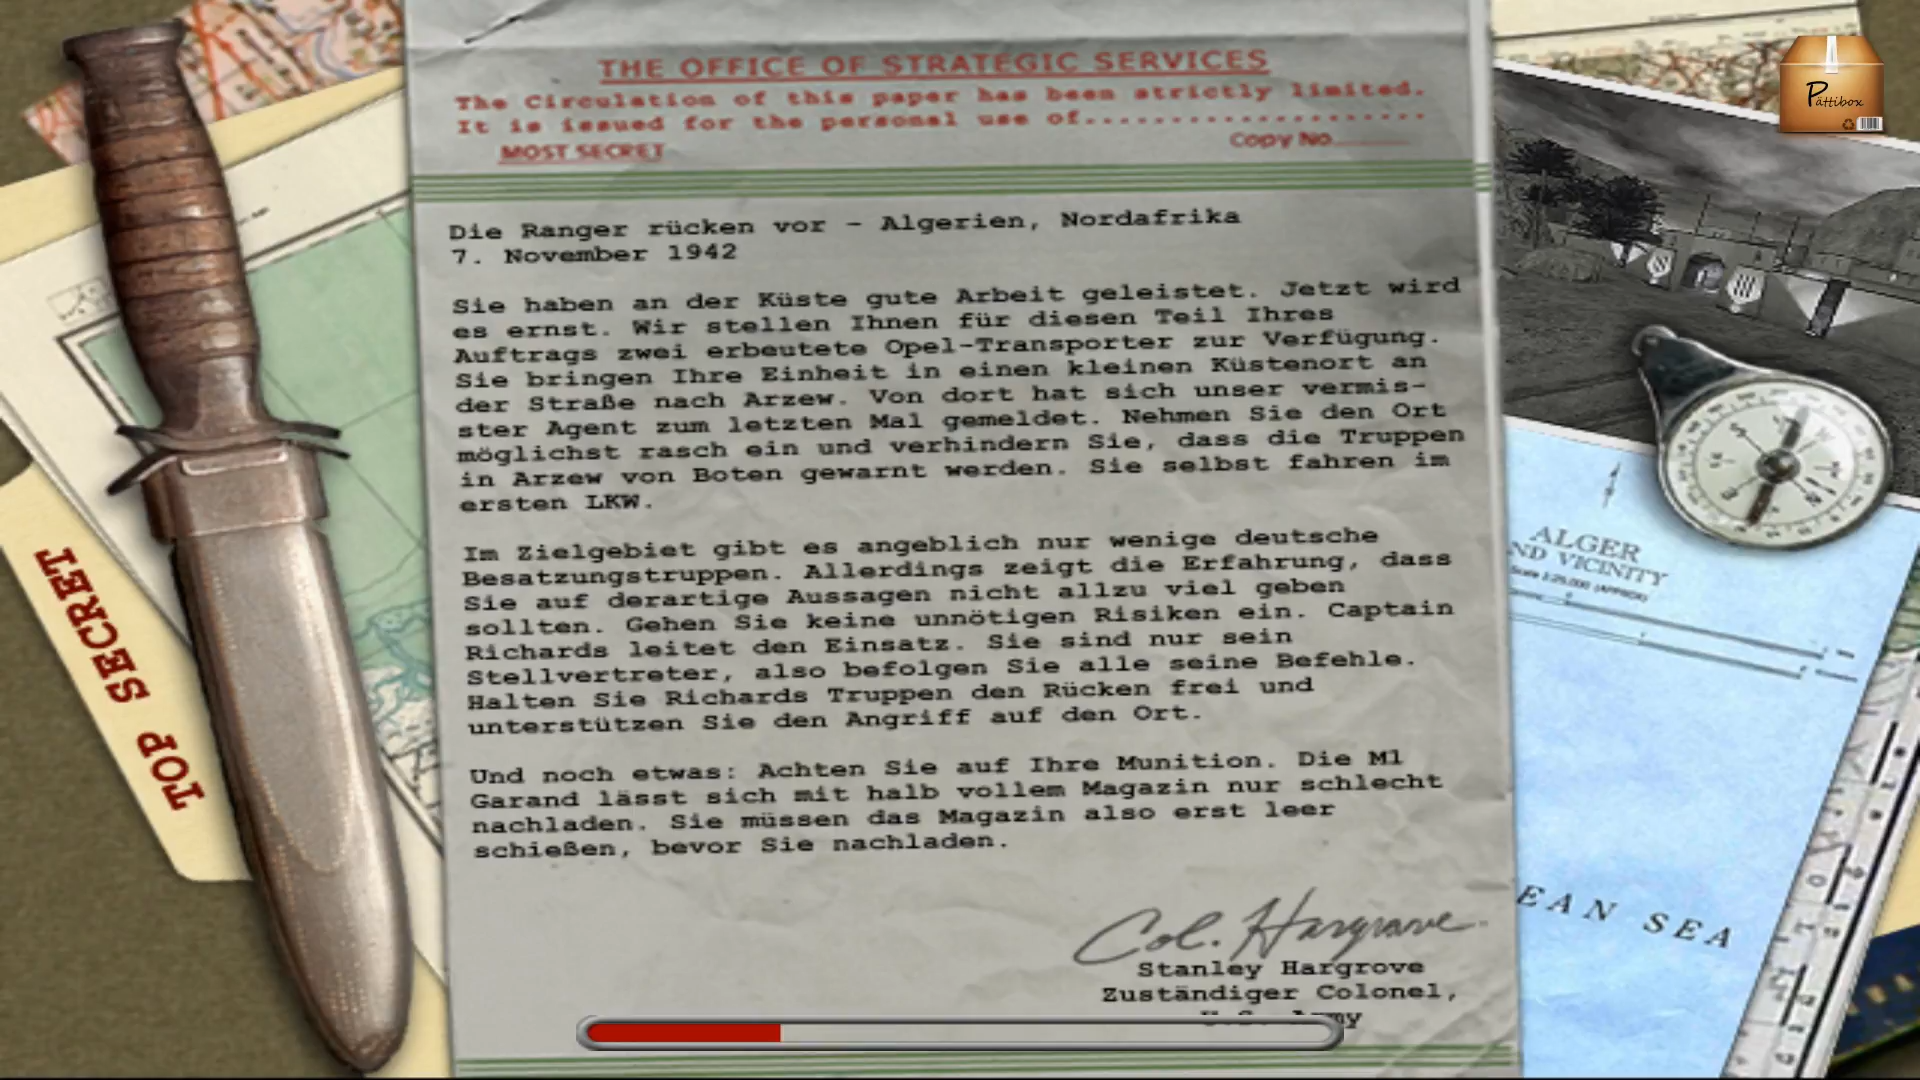 THE OFFICE OF STRATEGIC SERVICES
The Circulation of this paper has been strictly limited.
It is issued for the personal use of.....................
MOST SECRET
Copy No.........
Die Ranger rücken vor - Algerien, Nordafrika
7. November 1942
Sie haben an der Küste gute Arbeit geleistet. Jetzt wird
es ernst. Wir stellen Ihnen für diesen Teil Ihres
Auftrags zwei erbeutete Opel-Transporter zur Verfügung.
Sie bringen Ihre Einheit in einen kleinen Küstenort an
der Straße nach Arzew. Von dort hat sich unser vermis-
ster Agent zum letzten Mal gemeldet. Nehmen Sie den Ort
möglichst rasch ein und verhindern Sie, dass die Truppen
in Arzew von Boten gewarnt werden. Sie selbst fahren im
ersten LKW.
Im Zielgebiet gibt es angeblich nur wenige deutsche
Besatzungstruppen. Allerdings zeigt die Erfahrung, dass
Sie auf derartige Aussagen nicht allzu viel geben
sollten. Gehen Sie keine unnötigen Risiken ein. Captain
Richards leitet den Einsatz. Sie sind nur sein
Stellvertreter, also befolgen Sie alle seine Befehle.
Halten Sie Richards Truppen den Rücken frei und
unterstützen Sie den Angriff auf den Ort.
Und noch etwas: Achten Sie auf Ihre Munition. Die M1
Garand lässt sich mit halb vollem Magazin nur schlecht
nachladen. Sie müssen das Magazin also erst leer
schießen, bevor Sie nachladen.
Col. Hargrove
Stanley Hargrove
Zuständiger Colonel,
U.S. Army
TOP SECRET
Pättibox
ALGER
ND VICINITY
EAN SEA